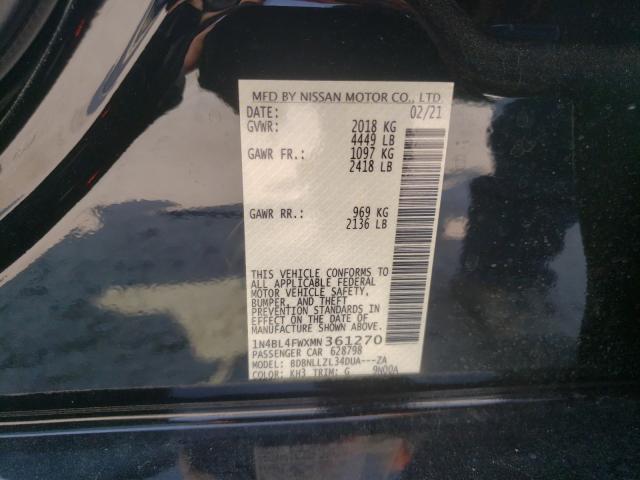 MFD BY NISSAN MOTOR CO., LTD
DATE: 02/21
GVWR: 2018 KG
4449 LB
GAWR FR.: 1097 KG
2418 LB
GAWR RR.: 969 KG
2136 LB
THIS VEHICLE CONFORMS TO
ALL APPLICABLE FEDERAL
MOTOR VEHICLE SAFETY,
BUMPER, AND THEFT
PREVENTION STANDARDS IN
EFFECT ON THE DATE OF
MANUFACTURE SHOWN ABOVE.
1N4BL4FWXMN361270
PASSENGER CAR 628798
MODEL: BDBNLLZL34DUA---ZA
COLOR: KH3 TRIM: G 9N00A